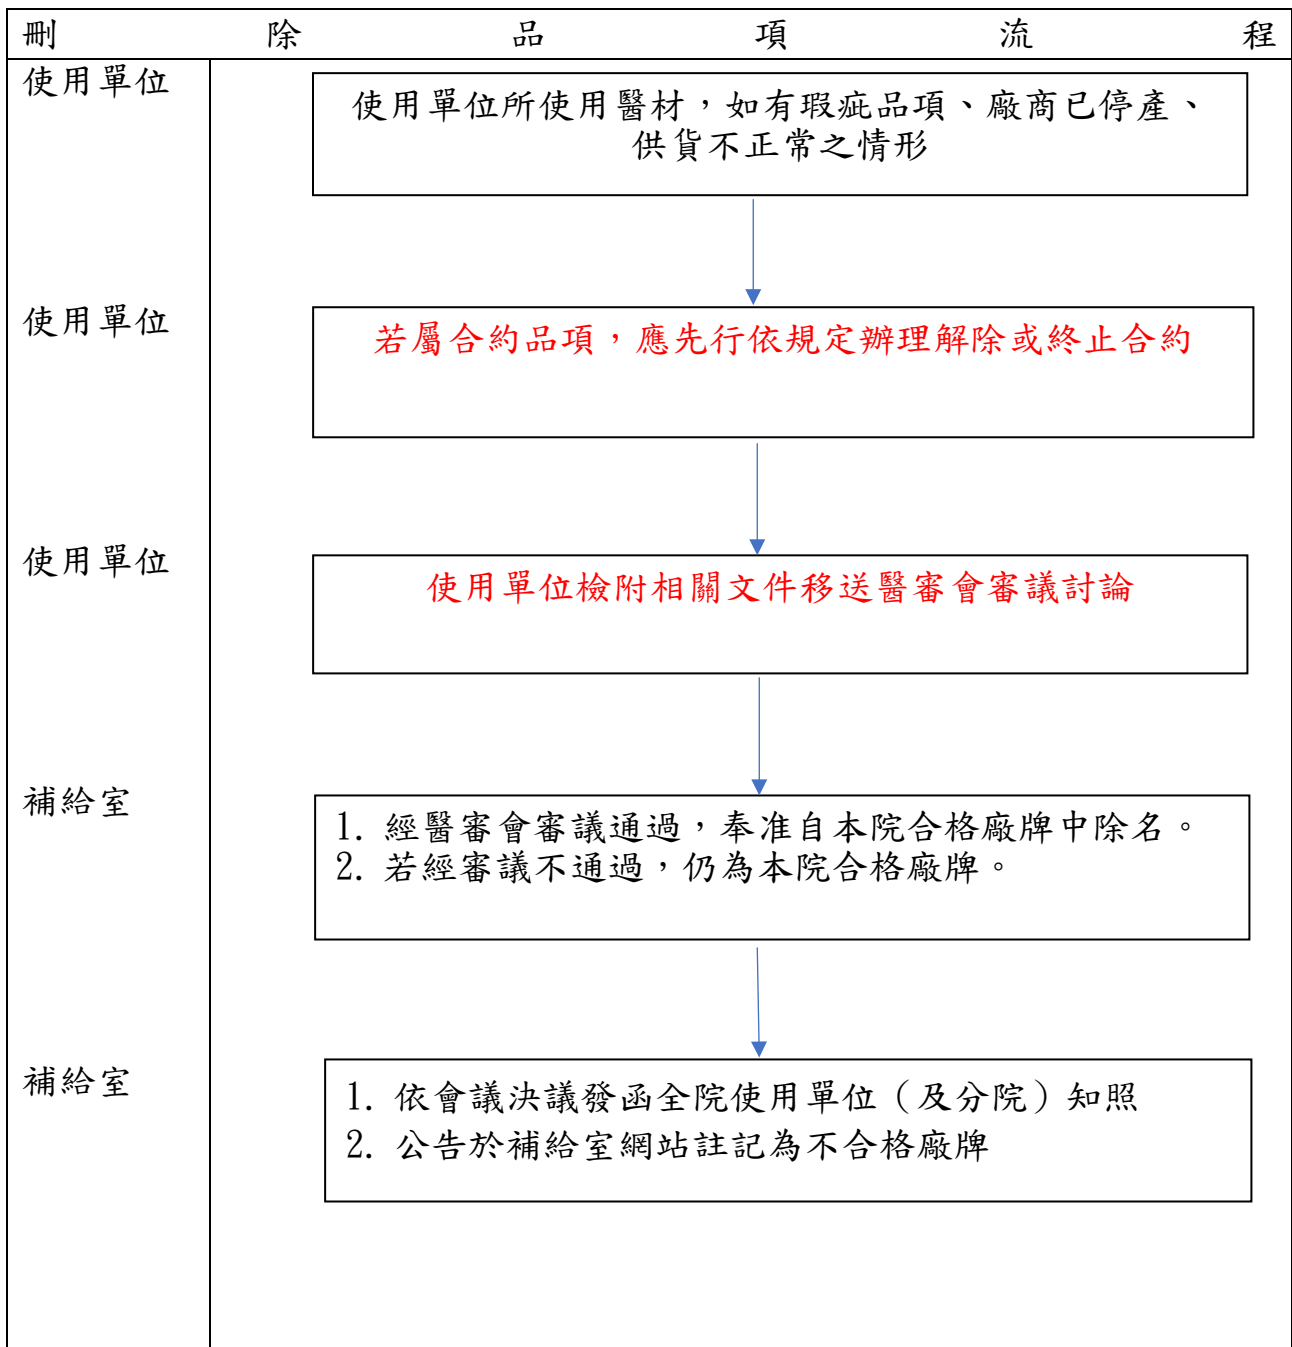 刪除品項流程
使用單位
使用單位所使用醫材，如有瑕疵品項、廠商已停產、
供貨不正常之情形
使用單位
若屬合約品項，應先行依規定辦理解除或終止合約
使用單位
使用單位檢附相關文件移送醫審會審議討論
補給室
1. 經醫審會審議通過，奉准自本院合格廠牌中除名。
2. 若經審議不通過，仍為本院合格廠牌。
補給室
1. 依會議決議發函全院使用單位（及分院）知照
2. 公告於補給室網站註記為不合格廠牌